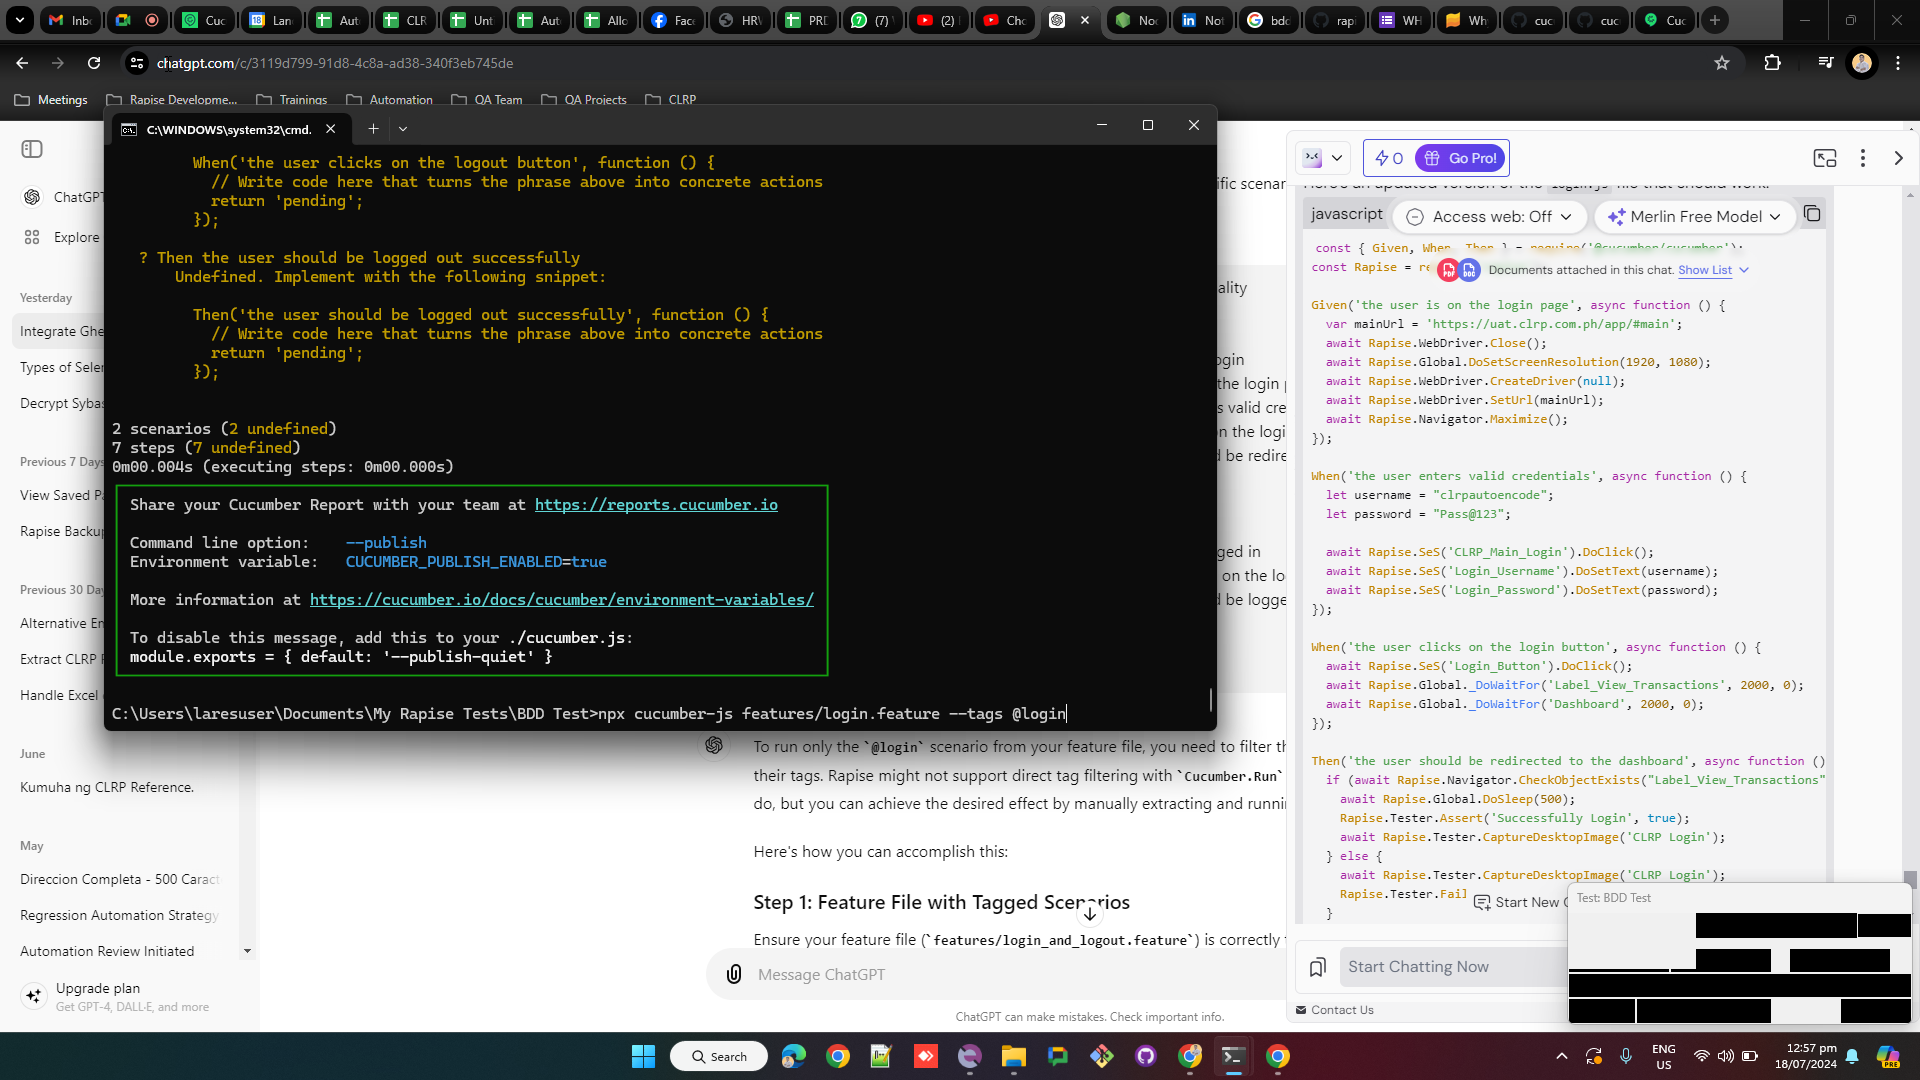 Inbo
Cuc
Lan
Aut
CLR
Unt
Aut
Allo
Fac
HRV
PRD
(7)
(2)
Cho
Noc
Not
bdd
rapi
WH
Wh
cuc
cuc
Cuc
chatgpt.com/c/3119d799-91d8-4c8a-ad38-340f3eb745de
Meetings
Rapise Developme...
Trainings
Automation
QA Team
QA Projects
CLRP
ChatGPT
Explore
Yesterday
Integrate Ghe
Types of Selen
Decrypt Sybas
Previous 7 Days
View Saved Pa
Rapise Backup
Previous 30 Day
Alternative En
Extract CLRP R
Handle Excel
June
Kumuha ng CLRP Reference.
May
Direccion Completa - 500 Caract
Regression Automation Strategy
Automation Review Initiated
Upgrade plan
Get GPT-4, DALL·E, and more
C:\WINDOWS\system32\cmd.
When('the user clicks on the logout button', function () {
// Write code here that turns the phrase above into concrete actions
return 'pending';
});
? Then the user should be logged out successfully
Undefined. Implement with the following snippet:
Then('the user should be logged out successfully', function () {
// Write code here that turns the phrase above into concrete actions
return 'pending';
});
2 scenarios (2 undefined)
7 steps (7 undefined)
0m00.004s (executing steps: 0m00.000s)
Share your Cucumber Report with your team at https://reports.cucumber.io
Command line option: --publish
Environment variable: CUCUMBER_PUBLISH_ENABLED=true
More information at https://cucumber.io/docs/cucumber/environment-variables/
To disable this message, add this to your ./cucumber.js:
module.exports = { default: '--publish-quiet' }
C:\Users\laresuser\Documents\My Rapise Tests\BDD Test>npx cucumber-js features/login.feature --tags @login
ific scenar
ality
ogin
the login p
s valid cre
on the logi
d be redire
gged in
on the lo
d be logge
To run only the `@login` scenario from your feature file, you need to filter th
their tags. Rapise might not support direct tag filtering with `Cucumber.Run`
do, but you can achieve the desired effect by manually extracting and runni
Here's how you can accomplish this:
Step 1: Feature File with Tagged Scenarios
Ensure your feature file (`features/login_and_logout.feature`) is correctly
Message ChatGPT
ChatGPT can make mistakes. Check important info.
0
Go Pro!
Here's an updated version of the login.js file that should work:
javascript
Access web: Off
Merlin Free Model
const { Given, When, Then } = require('@cucumber/cucumber');
const Rapise = re
Documents attached in this chat. Show List
Given('the user is on the login page', async function () {
var mainUrl = 'https://uat.clrp.com.ph/app/#main';
await Rapise.WebDriver.Close();
await Rapise.Global.DoSetScreenResolution(1920, 1080);
await Rapise.WebDriver.CreateDriver(null);
await Rapise.WebDriver.SetUrl(mainUrl);
await Rapise.Navigator.Maximize();
});
When('the user enters valid credentials', async function () {
let username = "clrpautoencode";
let password = "Pass@123";
await Rapise.SeS('CLRP_Main_Login').DoClick();
await Rapise.SeS('Login_Username').DoSetText(username);
await Rapise.SeS('Login_Password').DoSetText(password);
});
When('the user clicks on the login button', async function () {
await Rapise.SeS('Login_Button').DoClick();
await Rapise.Global._DoWaitFor('Label_View_Transactions', 2000, 0);
await Rapise.Global._DoWaitFor('Dashboard', 2000, 0);
});
Then('the user should be redirected to the dashboard', async function ()
if (await Rapise.Navigator.CheckObjectExists("Label_View_Transactions"
await Rapise.Global.DoSleep(500);
Rapise.Tester.Assert('Successfully Login', true);
await Rapise.Tester.CaptureDesktopImage('CLRP Login');
} else {
await Rapise.Tester.CaptureDesktopImage('CLRP Login');
Rapise.Tester.Fail
}
Start New C
Test: BDD Test
Start Chatting Now
Contact Us
Search
ENG
US
12:57 pm
18/07/2024
PRE